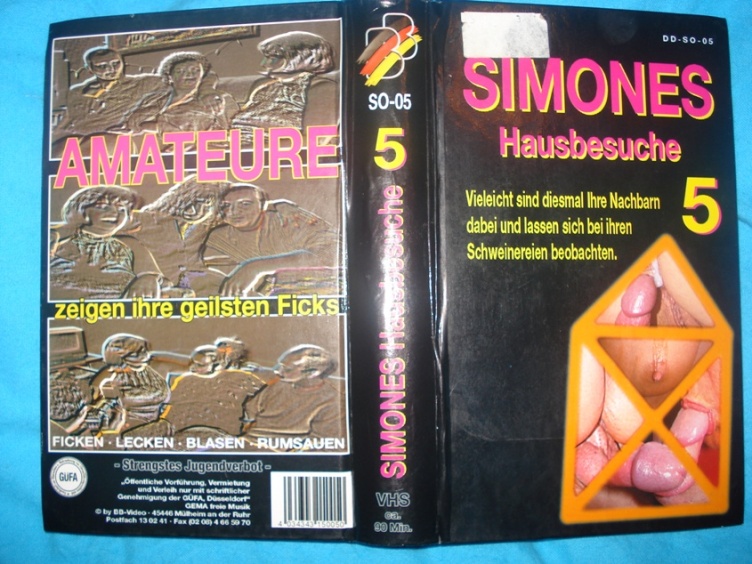 AMATEURE
zeigen ihre geilsten Ficks
FICKEN · LECKEN · BLASEN · RUMSAUEN
- Strengstes Jugendverbot -
GÜFA
„Öffentliche Vorführung, Vermietung
und Verleih nur mit schriftlicher
Genehmigung der GÜFA, Düsseldorf"
GEMA freie Musik
© by BB-Video · 45446 Mülheim an der Ruhr
Postfach 13 02 41 · Fax (02 08) 4 66 59 70
BB
SO-05
5
SIMONES Hausbesuche
VHS
ca.
90 Min.
DD-SO-05
SIMONES
Hausbesuche
5
Vieleicht sind diesmal Ihre Nachbarn
dabei und lassen sich bei ihren
Schweinereien beobachten.